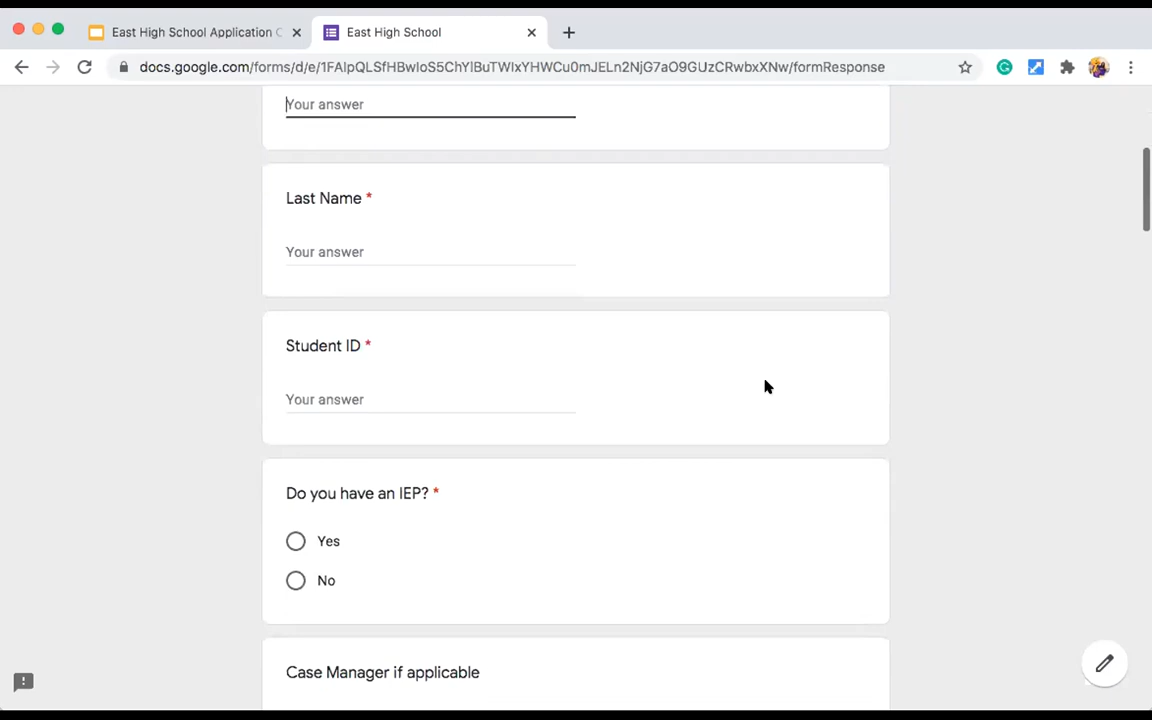 East High School Application C
East High School
docs.google.com/forms/d/e/1FAIpQLSfHBwIoS5ChYlBuTWIxYHWCu0mJELn2NjG7aO9GUzCRwbxXNw/formResponse
Your answer
Last Name *
Your answer
Student ID *
Your answer
Do you have an IEP? *
Yes
No
Case Manager if applicable